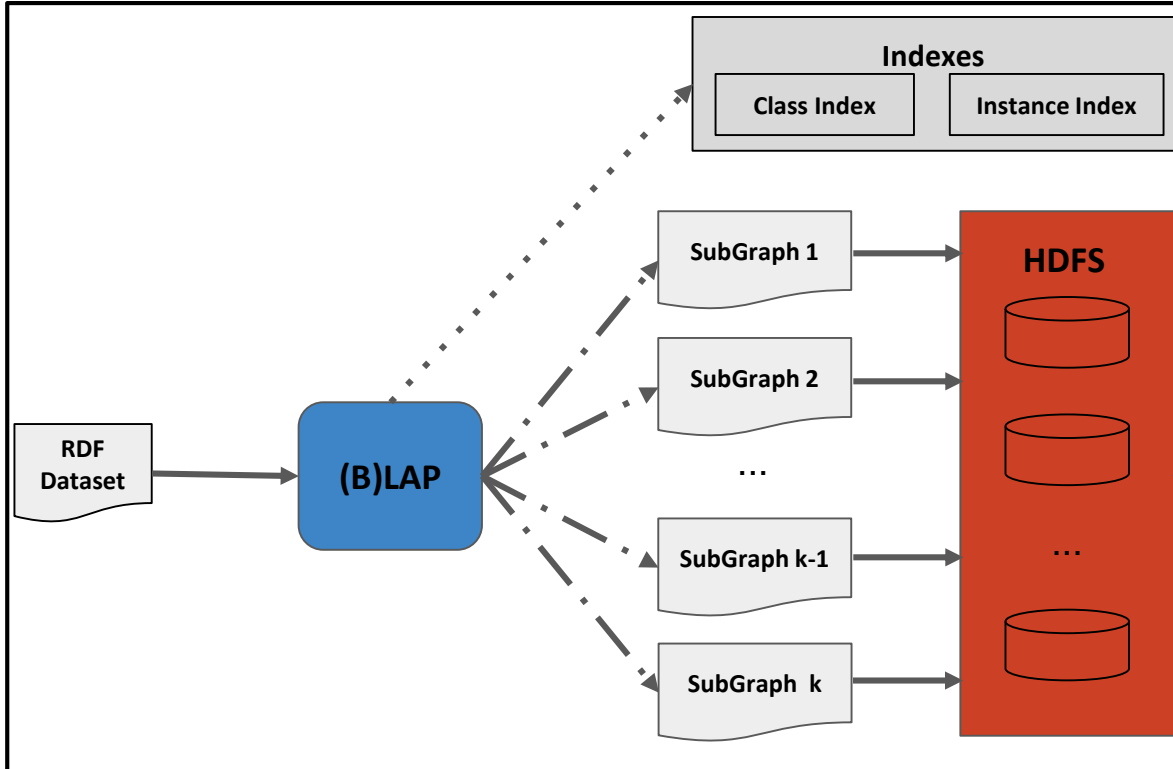 Indexes
Class Index
Instance Index
SubGraph 1
HDFS
SubGraph 2
RDF
Dataset
(B)LAP
...
SubGraph k-1
...
SubGraph k